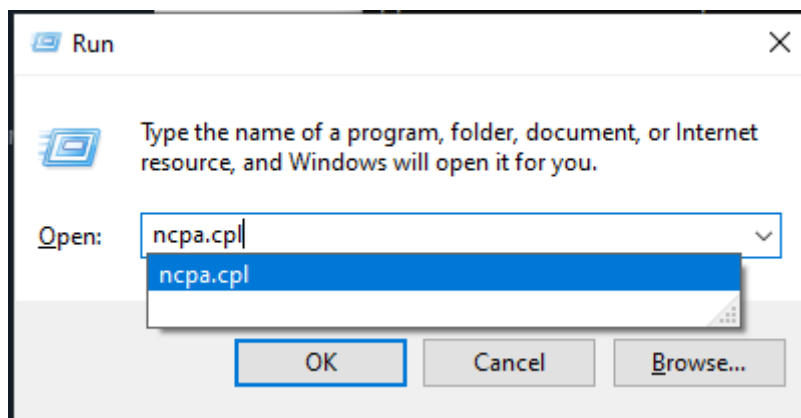 Run
Type the name of a program, folder, document, or Internet
resource, and Windows will open it for you.
Open: ncpa.cpl
ncpa.cpl
OK Cancel Browse...